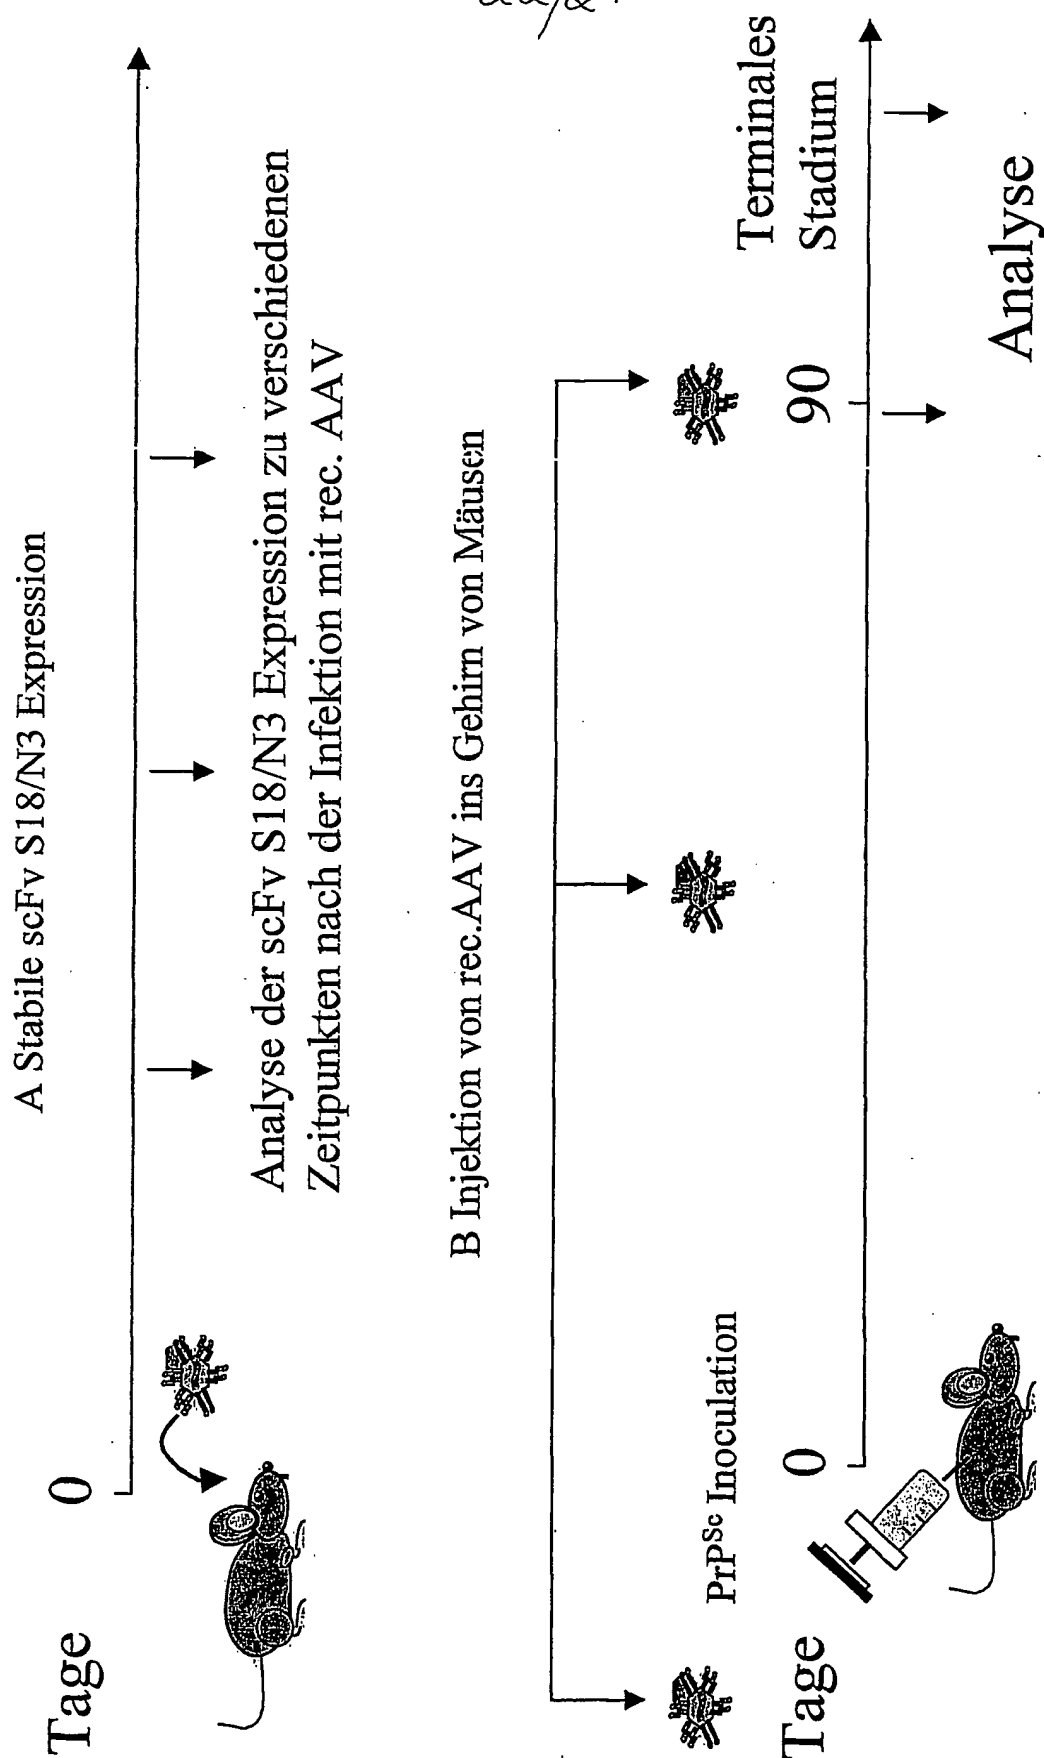 A Stabile scFv S18/N3 Expression
Tage
0
Analyse der scFv S18/N3 Expression zu verschiedenen
Zeitpunkten nach der Infektion mit rec. AAV
B Injektion von rec.AAV ins Gehirn von Mäusen
PrPSc Inoculation
Terminales
Stadium
Tage
0
90
Analyse